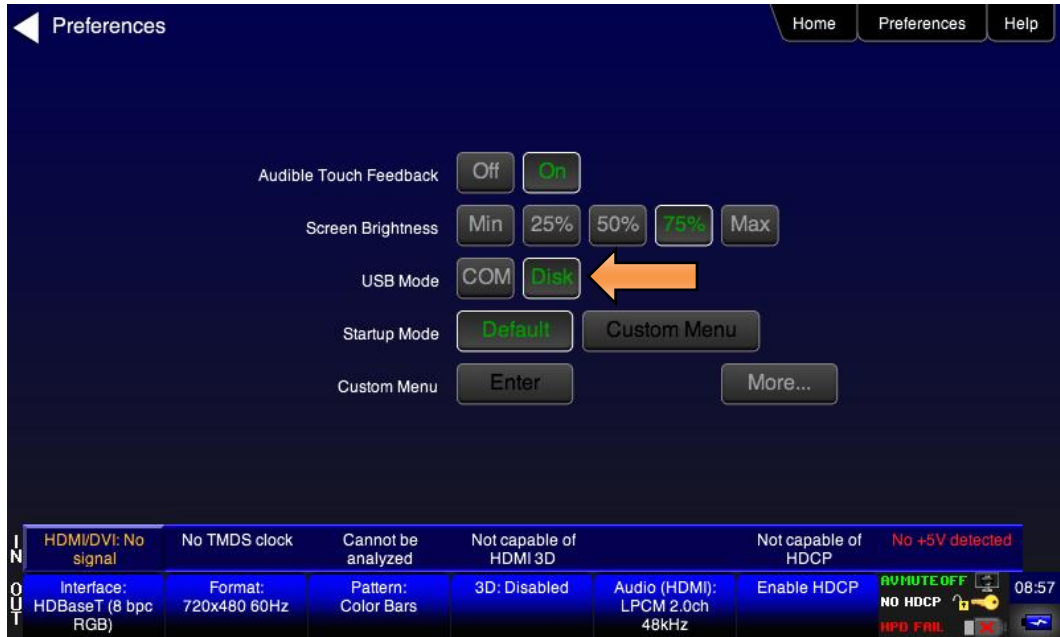 Preferences
Home Preferences Help
Audible Touch Feedback Off On
Screen Brightness Min 25% 50% 75% Max
USB Mode COM Disk
Startup Mode Default Custom Menu
Custom Menu Enter More...
IN
HDMI/DVI: No signal
No TMDS clock
Cannot be analyzed
Not capable of HDMI 3D
Not capable of HDCP
No +5V detected
OUT
Interface: HDBaseT (8 bpc RGB)
Format: 720x480 60Hz
Pattern: Color Bars
3D: Disabled
Audio (HDMI): LPCM 2.0ch 48kHz
Enable HDCP
AVMUTEOFF
NO HDCP
HPD FAIL
08:57